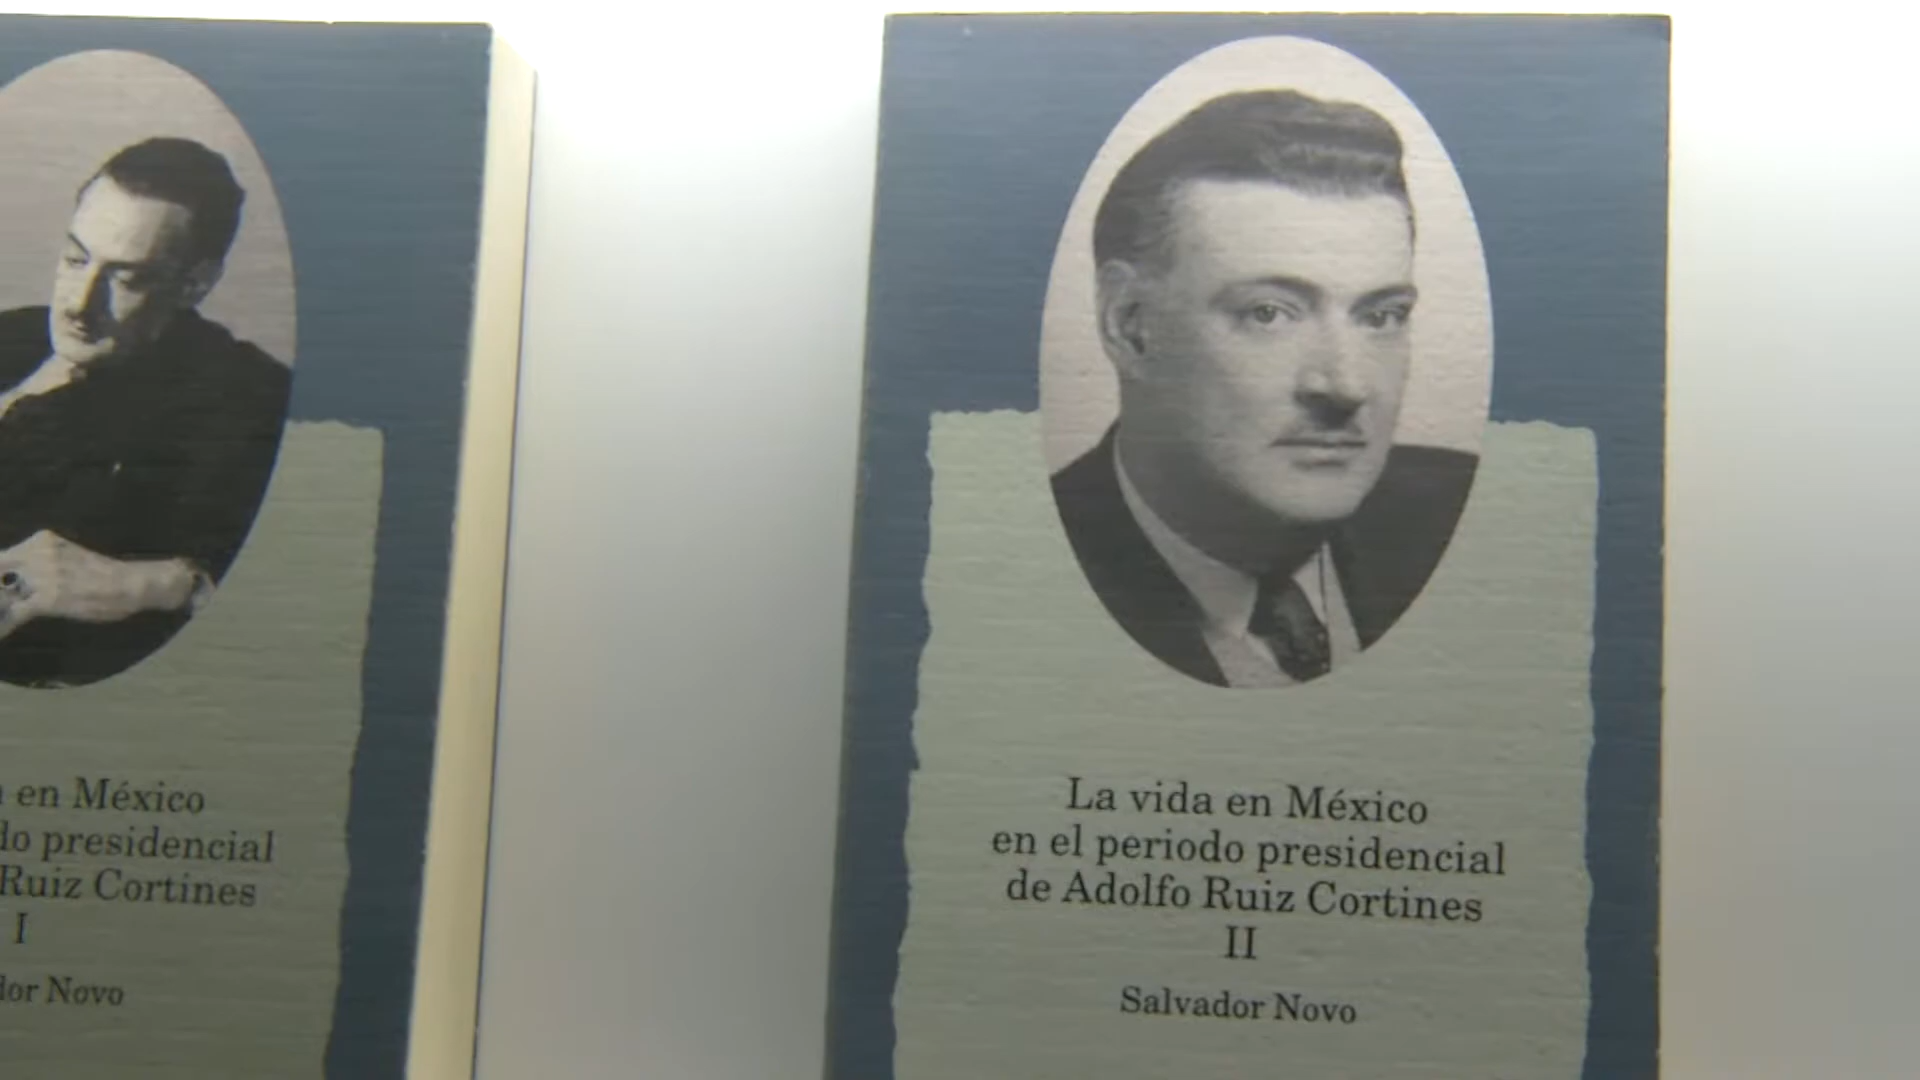 en México
do presidencial
Ruiz Cortines
I
dor Novo
La vida en México
en el periodo presidencial
de Adolfo Ruiz Cortines
II
Salvador Novo